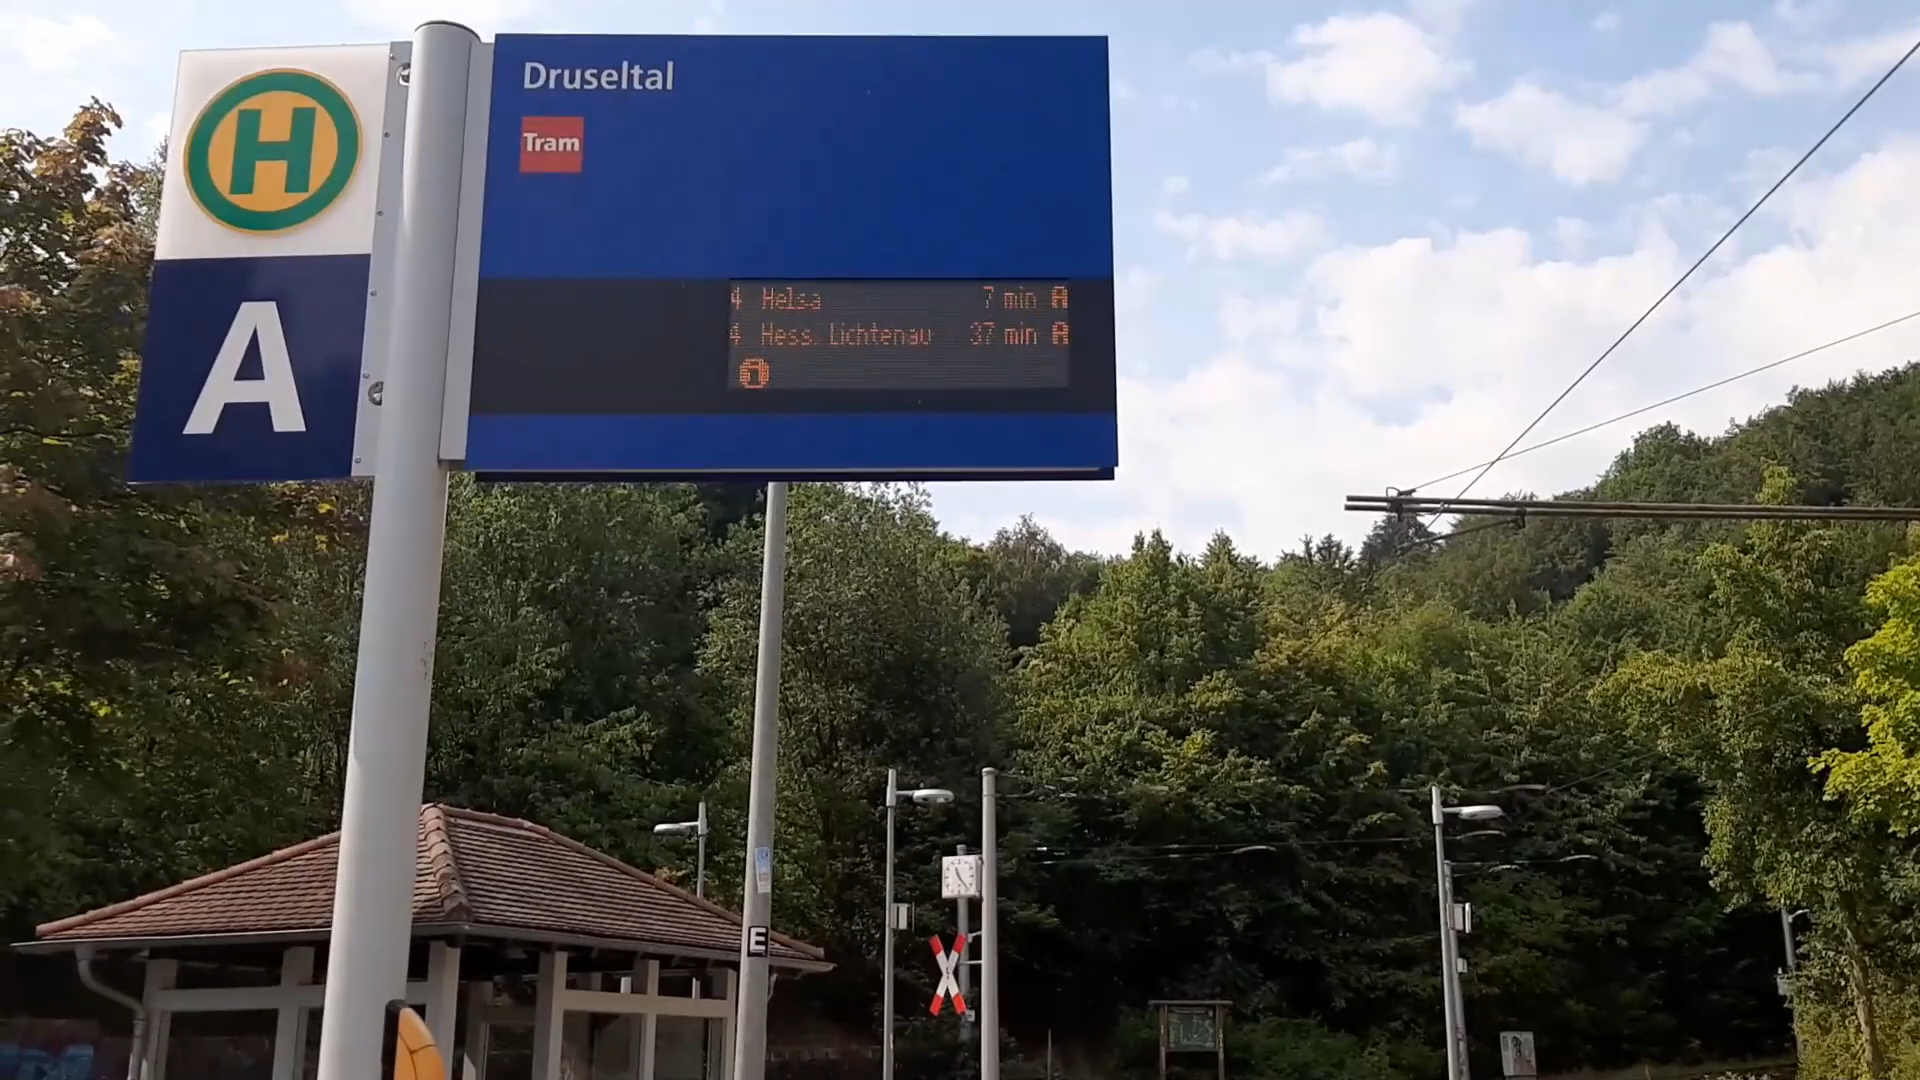 H
A
Druseltal
Tram
4 Helsa 7 min A
4 Hess. Lichtenau 37 min A
E